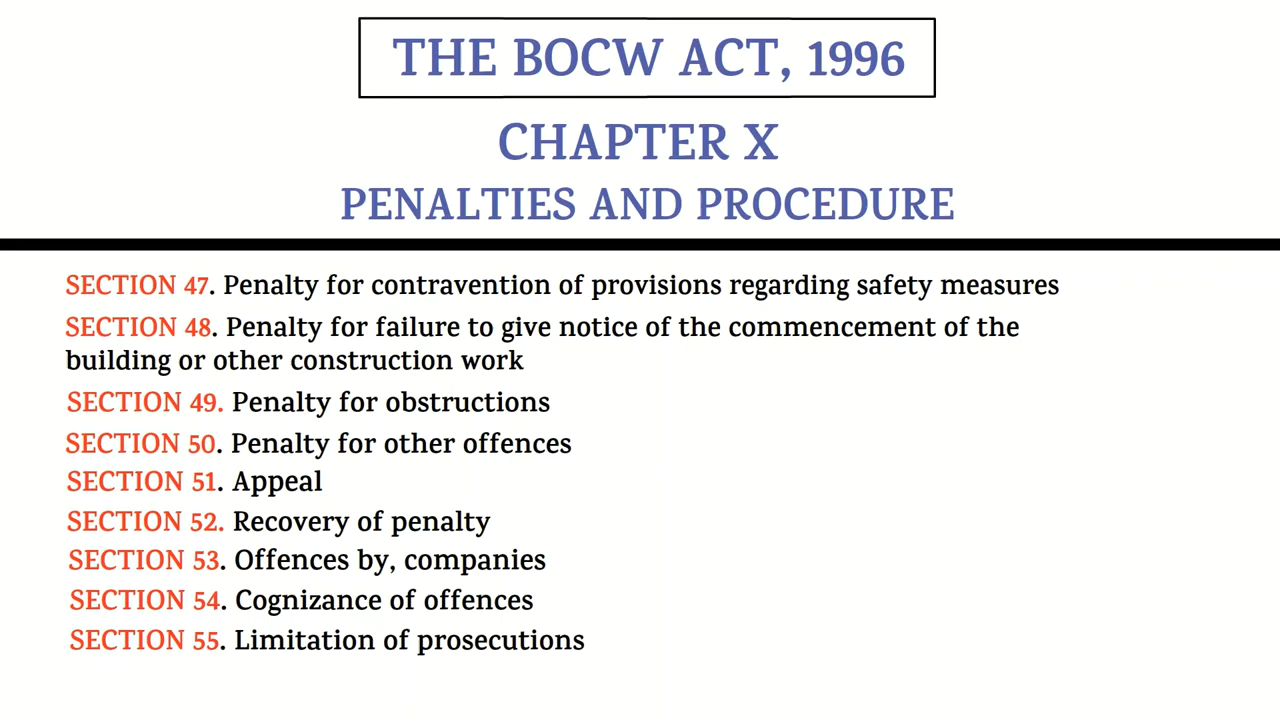 THE BOCW ACT, 1996
CHAPTER X
PENALTIES AND PROCEDURE
SECTION 47. Penalty for contravention of provisions regarding safety measures
SECTION 48. Penalty for failure to give notice of the commencement of the
building or other construction work
SECTION 49. Penalty for obstructions
SECTION 50. Penalty for other offences
SECTION 51. Appeal
SECTION 52. Recovery of penalty
SECTION 53. Offences by, companies
SECTION 54. Cognizance of offences
SECTION 55. Limitation of prosecutions